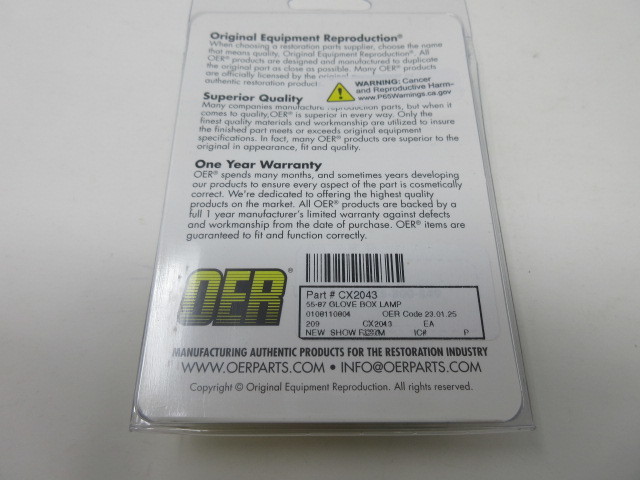 Original Equipment Reproduction®
When choosing a restoration parts supplier, choose the name
that means quality, Original Equipment Reproduction®. All
OER® products are designed and manufactured to duplicate
the original part as close as possible. Many OER® products
are officially licensed by the original
authentic restoration product
WARNING: Cancer
and Reproductive Harm-
www.P65Warnings.ca.gov
Superior Quality
Many companies manufacture reproduction parts, but when it
comes to quality,OER® is superior in every way. Only the
finest quality materials and workmanship are utilized to insure
the finished part meets or exceeds original equipment
specifications. In fact, many OER® products are superior to the
original in appearance, fit and quality.
One Year Warranty
OER® spends many months, and sometimes years developing
our products to ensure every aspect of the part is cosmetically
correct. We're dedicated to offering the highest quality
products on the market. All OER® products are backed by a
full 1 year manufacturer's limited warranty against defects
and workmanship from the date of purchase. OER® items are
guaranteed to fit and function correctly.
OER®
Part # CX2043
55-87 GLOVE BOX LAMP
0108110804 OER Code 23.01.25
209 CX2043 EA
NEW SHOW IC# P
MANUFACTURING AUTHENTIC PRODUCTS FOR THE RESTORATION INDUSTRY
WWW.OERPARTS.COM • INFO@OERPARTS.COM
Copyright © Original Equipment Reproduction. All rights reserved.